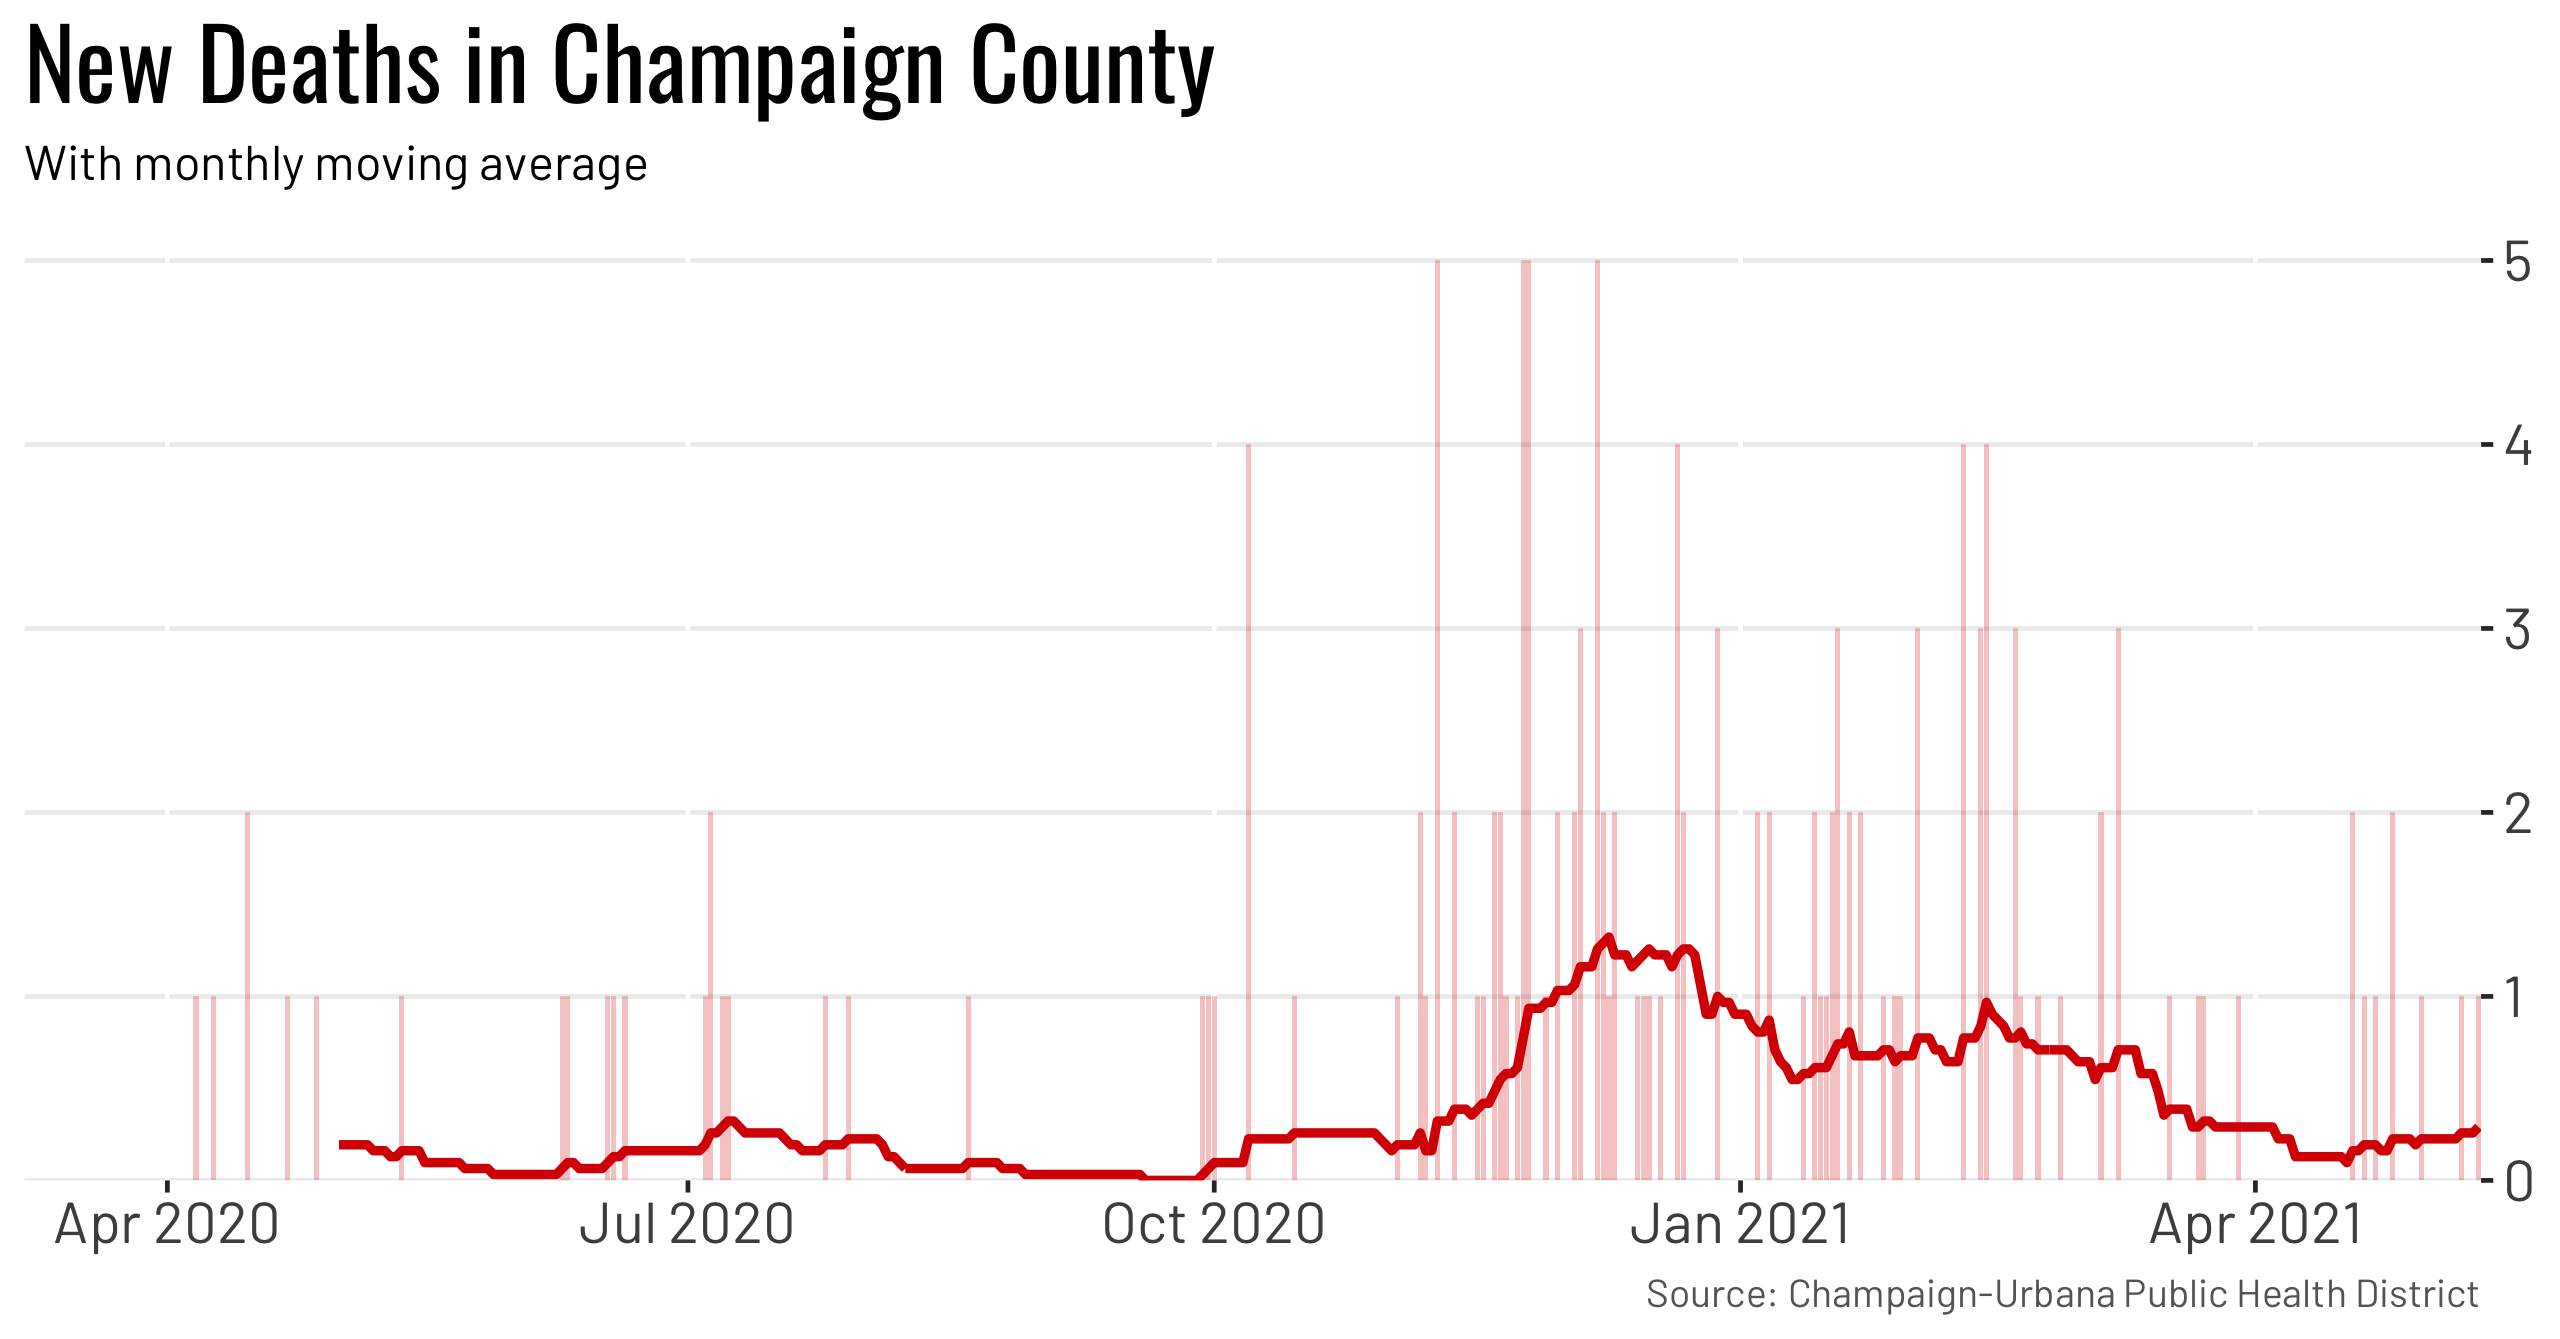 New Deaths in Champaign County
With monthly moving average
5
4
3
2
1
0
Apr 2020 Jul 2020 Oct 2020 Jan 2021 Apr 2021
Source: Champaign-Urbana Public Health District